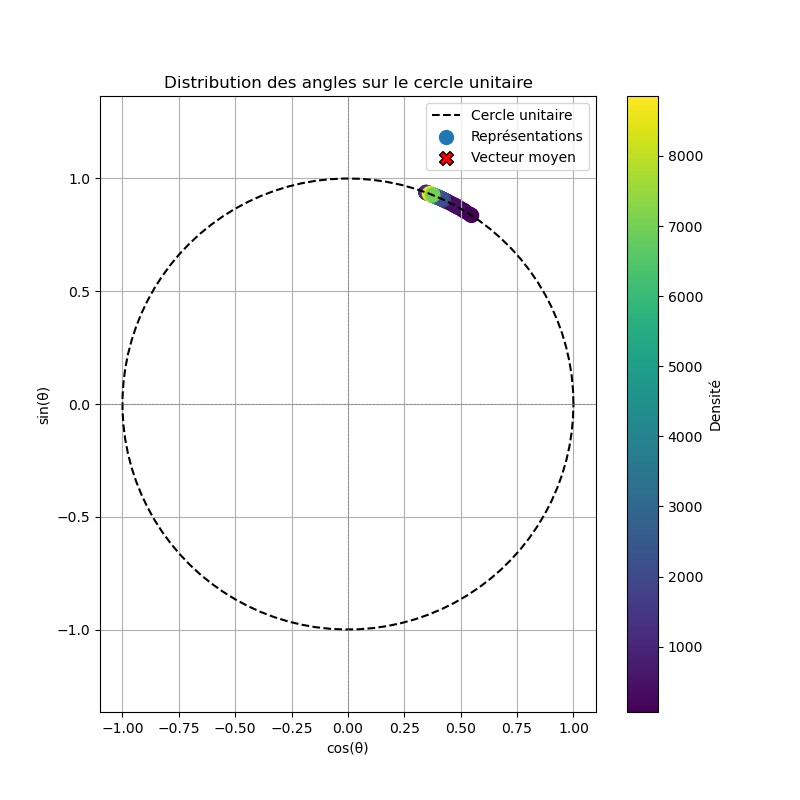 Distribution des angles sur le cercle unitaire
Cercle unitaire
Représentations
Vecteur moyen
1.0
0.5
0.0
−0.5
−1.0
sin(θ)
−1.00 −0.75 −0.50 −0.25 0.00 0.25 0.50 0.75 1.00
cos(θ)
8000
7000
6000
5000
4000
3000
2000
1000
Densité